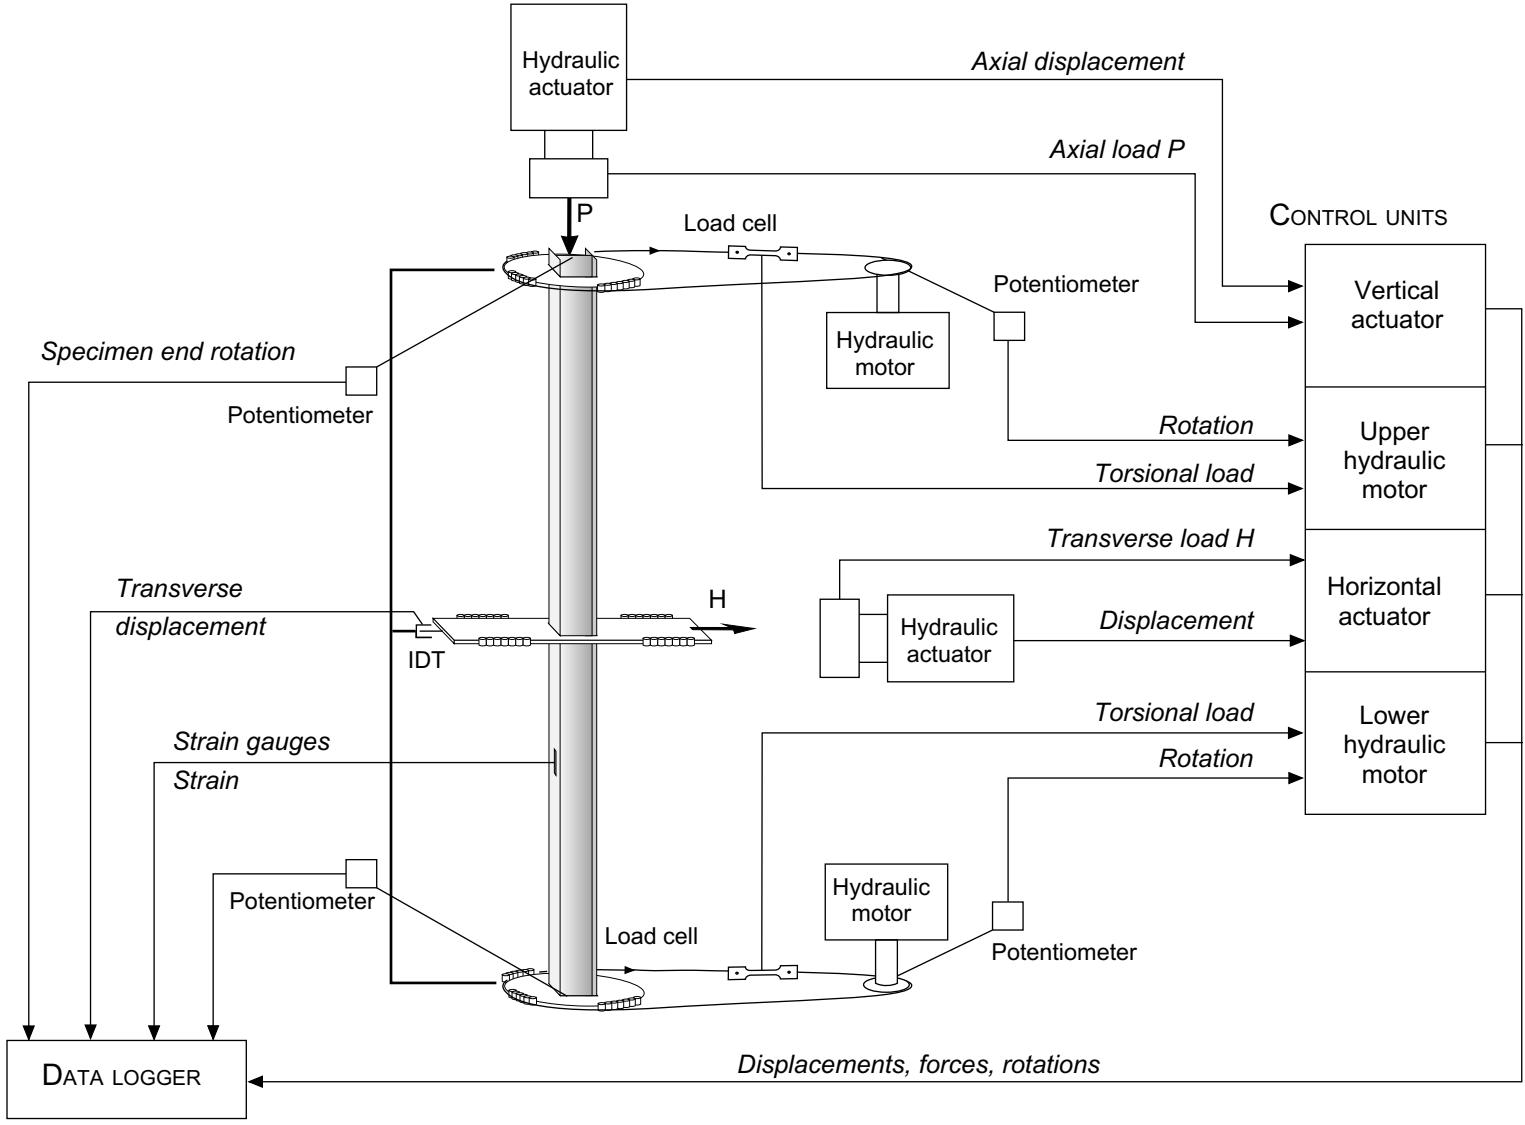 Hydraulic
actuator
Axial displacement
Axial load P
P
Load cell
CONTROL UNITS
Potentiometer
Vertical
actuator
Hydraulic
motor
Specimen end rotation
Potentiometer
Rotation
Upper
hydraulic
motor
Torsional load
Transverse load H
Transverse
displacement
H
Horizontal
actuator
Hydraulic
actuator
Displacement
IDT
Torsional load
Lower
hydraulic
motor
Strain gauges
Strain
Rotation
Hydraulic
motor
Potentiometer
Load cell
Potentiometer
DATA LOGGER
Displacements, forces, rotations